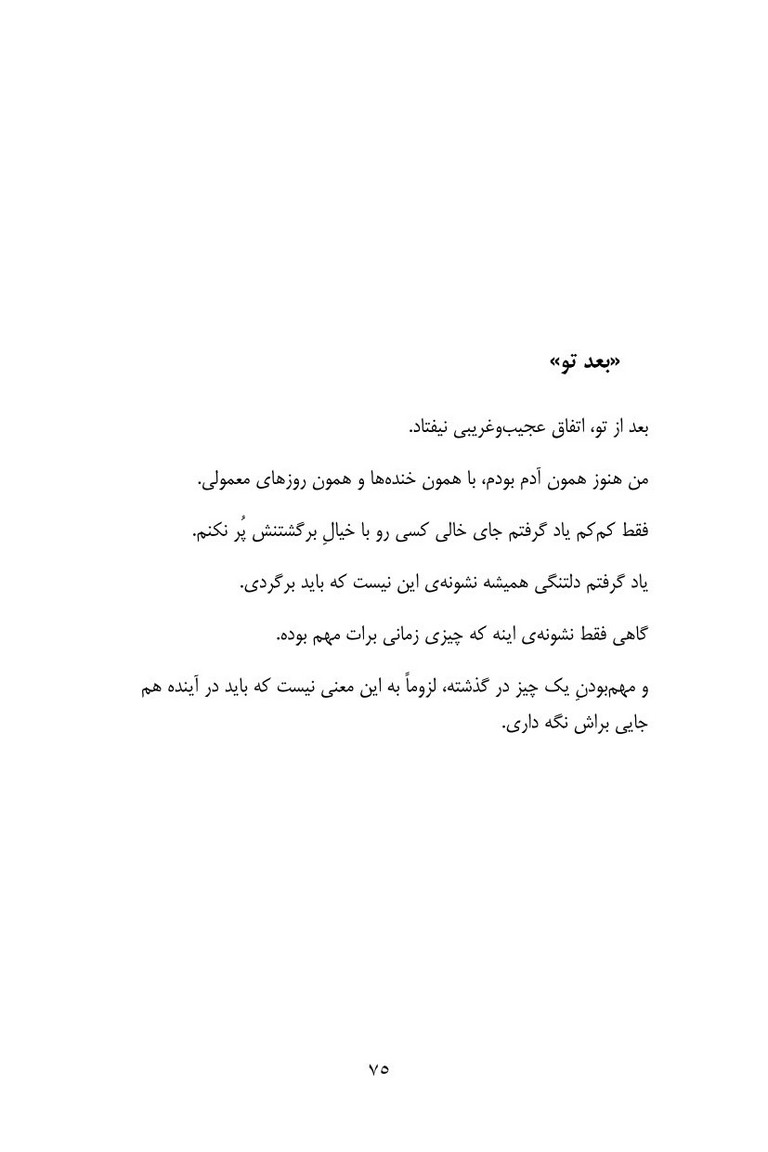 «بعد تو»
بعد از تو، اتفاق عجیب‌وغریبی نیفتاد.
من هنوز همون آدم بودم، با همون خنده‌ها و همون روزهای معمولی.
فقط کم‌کم یاد گرفتم جای خالی کسی رو با خیالِ برگشتنش پُر نکنم.
یاد گرفتم دلتنگی همیشه نشونه‌ی این نیست که باید برگردی.
گاهی فقط نشونه‌ی اینه که چیزی زمانی برات مهم بوده.
و مهم‌بودنِ یک چیز در گذشته، لزوماً به این معنی نیست که باید در آینده هم
جایی براش نگه داری.
۷۵